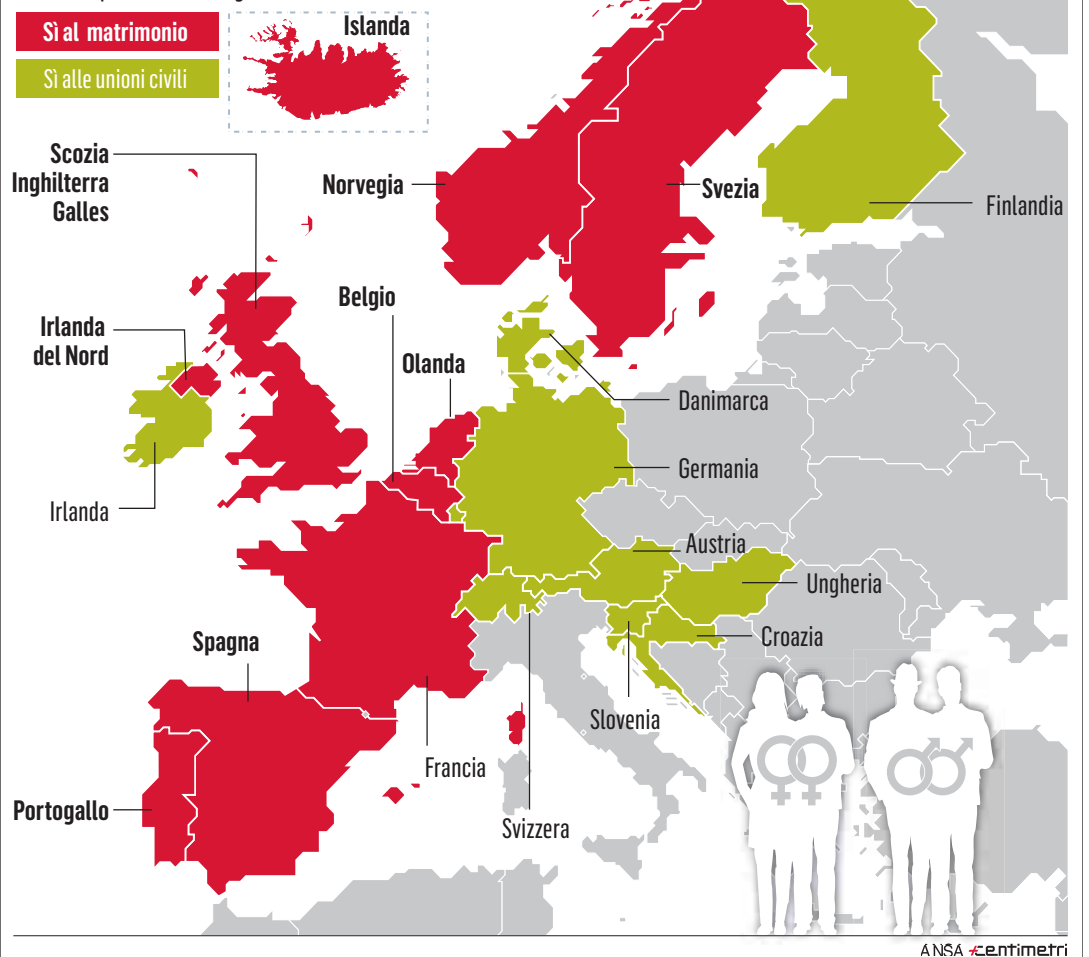 Sì al matrimonio
Sì alle unioni civili
Islanda
Scozia
Inghilterra
Galles
Norvegia
Svezia
Finlandia
Belgio
Irlanda
del Nord
Olanda
Danimarca
Germania
Irlanda
Austria
Ungheria
Croazia
Spagna
Slovenia
Francia
Portogallo
Svizzera
ANSA centimetri